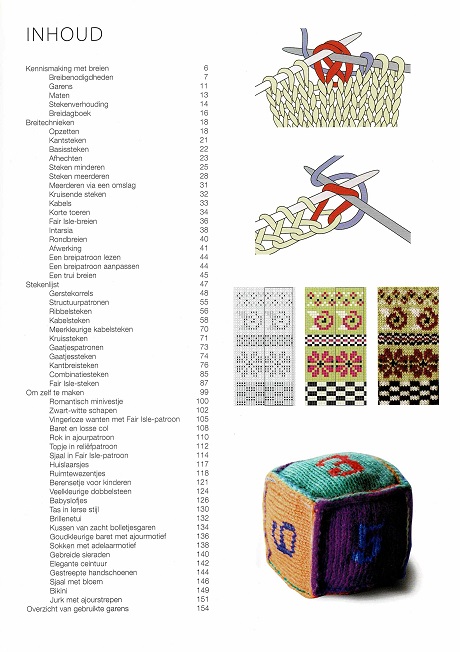 INHOUD
Kennismaking met breien 6
Breibenodigdheden 7
Garens 11
Maten 13
Stekenverhouding 14
Breidagboek 16
Breitechnieken 18
Opzetten 18
Kantsteken 21
Basissteken 22
Afhechten 23
Steken minderen 25
Steken meerderen 28
Meerderen via een omslag 31
Kruisende steken 32
Kabels 33
Korte toeren 34
Fair Isle-breien 36
Intarsia 38
Rondbreien 40
Afwerking 41
Een breipatroon lezen 44
Een breipatroon aanpassen 44
Een trui breien 45
Stekenlijst 47
Gerstekorrels 48
Structuurpatronen 55
Ribbelsteken 56
Kabelsteken 58
Meerkleurige kabelsteken 70
Kruissteken 71
Gaatjespatronen 73
Gaatjessteken 74
Kantbreisteken 76
Combinatiesteken 85
Fair Isle-steken 87
Om zelf te maken 99
Romantisch minivestje 100
Zwart-witte schapen 102
Vingerloze wanten met Fair Isle-patroon 105
Baret en losse col 108
Rok in ajourpatroon 110
Topje in reliëfpatroon 112
Sjaal in Fair Isle-patroon 114
Huislaarsjes 117
Ruimtewezentjes 118
Berensetje voor kinderen 121
Veelkleurige dobbelsteen 124
Babyslofjes 126
Tas in Ierse stijl 130
Brillenetui 132
Kussen van zacht bolletjesgaren 134
Goudkleurige baret met ajourmotief 136
Sokken met adelaarmotief 138
Gebreide sieraden 140
Elegante ceintuur 142
Gestreepte handschoenen 144
Sjaal met bloem 146
Bikini 149
Jurk met ajourstrepen 151
Overzicht van gebruikte garens 154
3
6
5